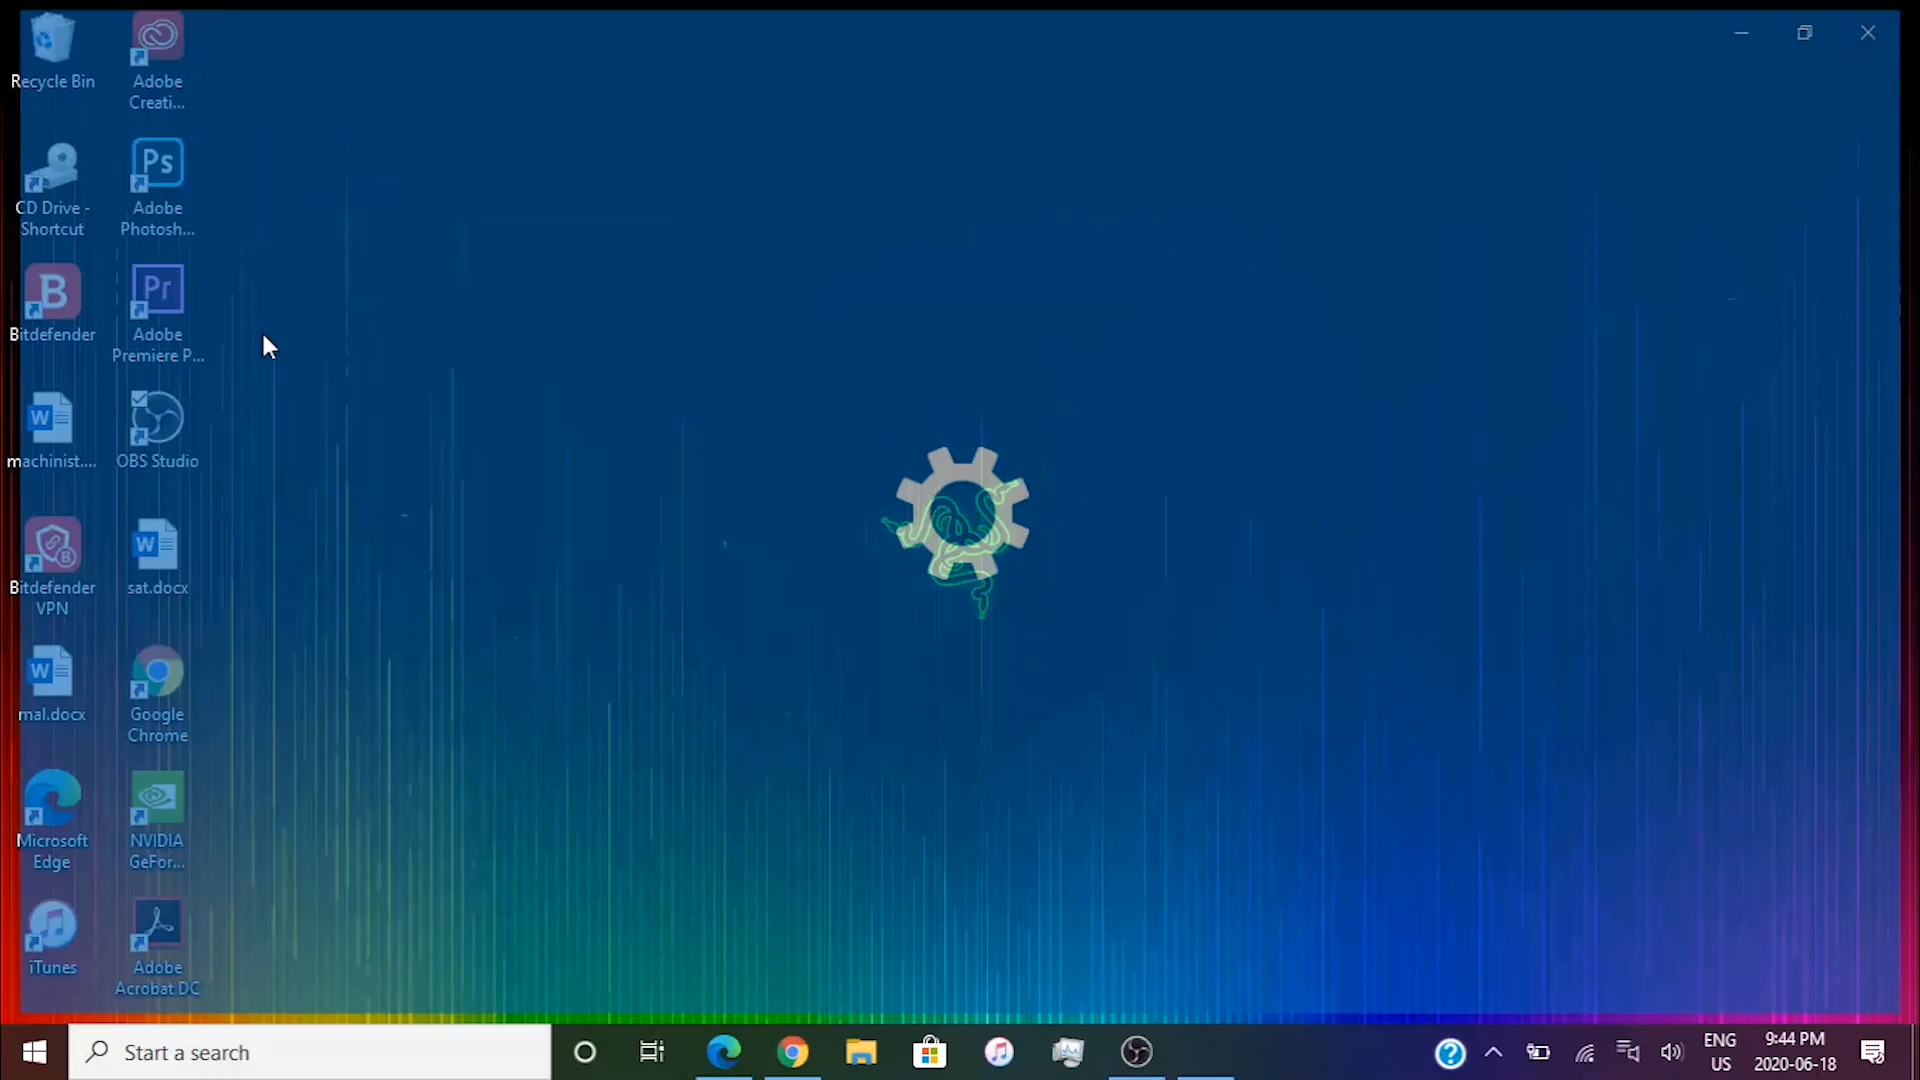 Recycle Bin
Adobe
Creati...
CD Drive -
Shortcut
Ps
Adobe
Photosh...
B
Bitdefender
Pr
Adobe
Premiere P...
W
machinist....
OBS Studio
B
Bitdefender
VPN
W
sat.docx
W
mal.docx
Google
Chrome
Microsoft
Edge
NVIDIA
GeFor...
iTunes
Adobe
Acrobat DC
Start a search
?
ENG
US
9:44 PM
2020-06-18